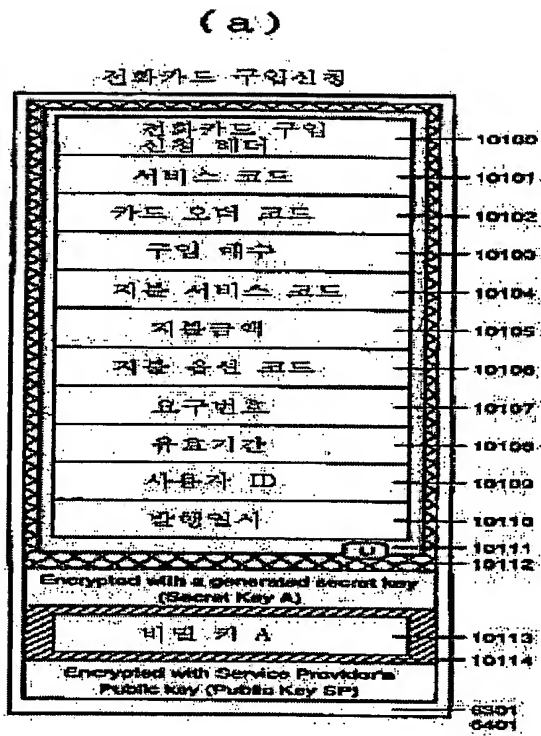 ( a )
전화카드 구입신청
전화카드 구입
신청 헤더
10100
서비스 코드
10101
카드 오더 코드
10102
구입 매수
10103
지불 서비스 코드
10104
지불금액
10105
지불 옵션 코드
10106
요구번호
10107
유효기간
10108
사용자 ID
10109
발행일시
10110
U
10111
10112
Encrypted with a generated secret key
(Secret Key A)
비밀 키 A
10113
10114
Encrypted with Service Provider's
Public key (Public Key SP)
6301
6401